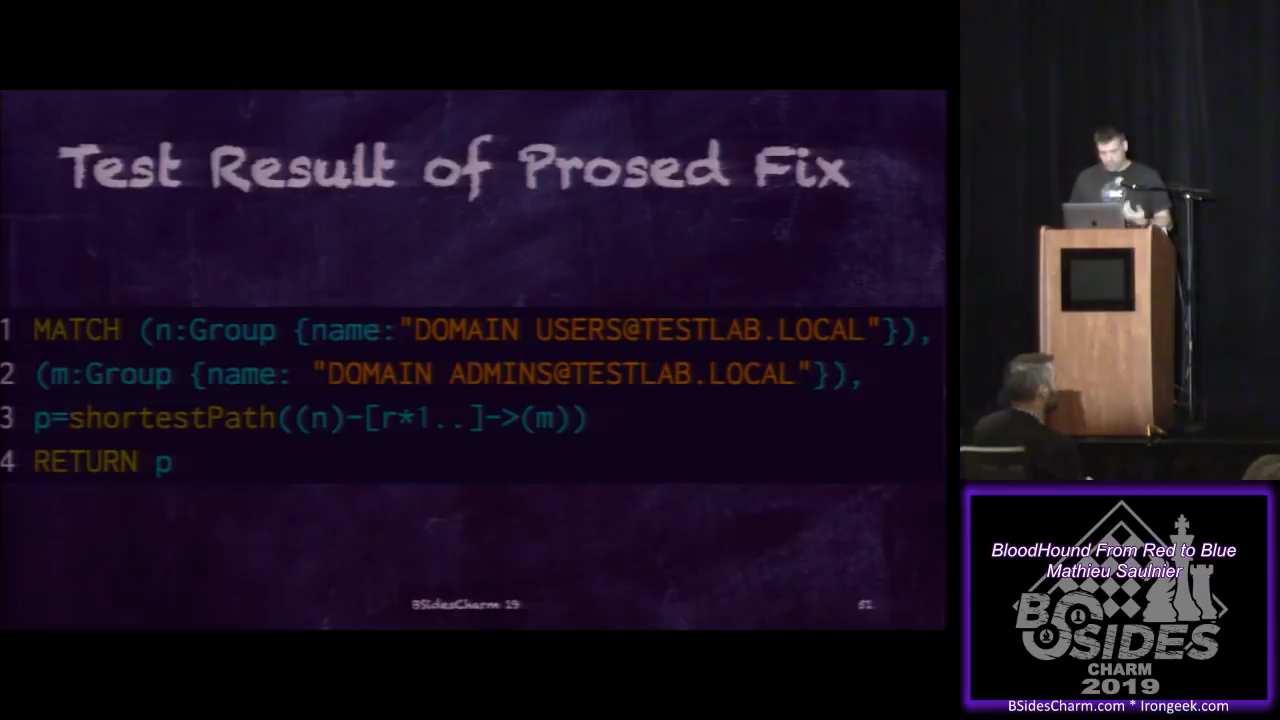 Test Result of Prosed Fix
1 MATCH (n:Group {name:"DOMAIN USERS@TESTLAB.LOCAL"}),
2 (m:Group {name: "DOMAIN ADMINS@TESTLAB.LOCAL"}),
3 p=shortestPath((n)-[r*1..]->(m))
4 RETURN p
BSidesCharm 19
BloodHound From Red to Blue
Mathieu Saulnier
BSIDES
CHARM
2019
BSidesCharm.com * Irongeek.com